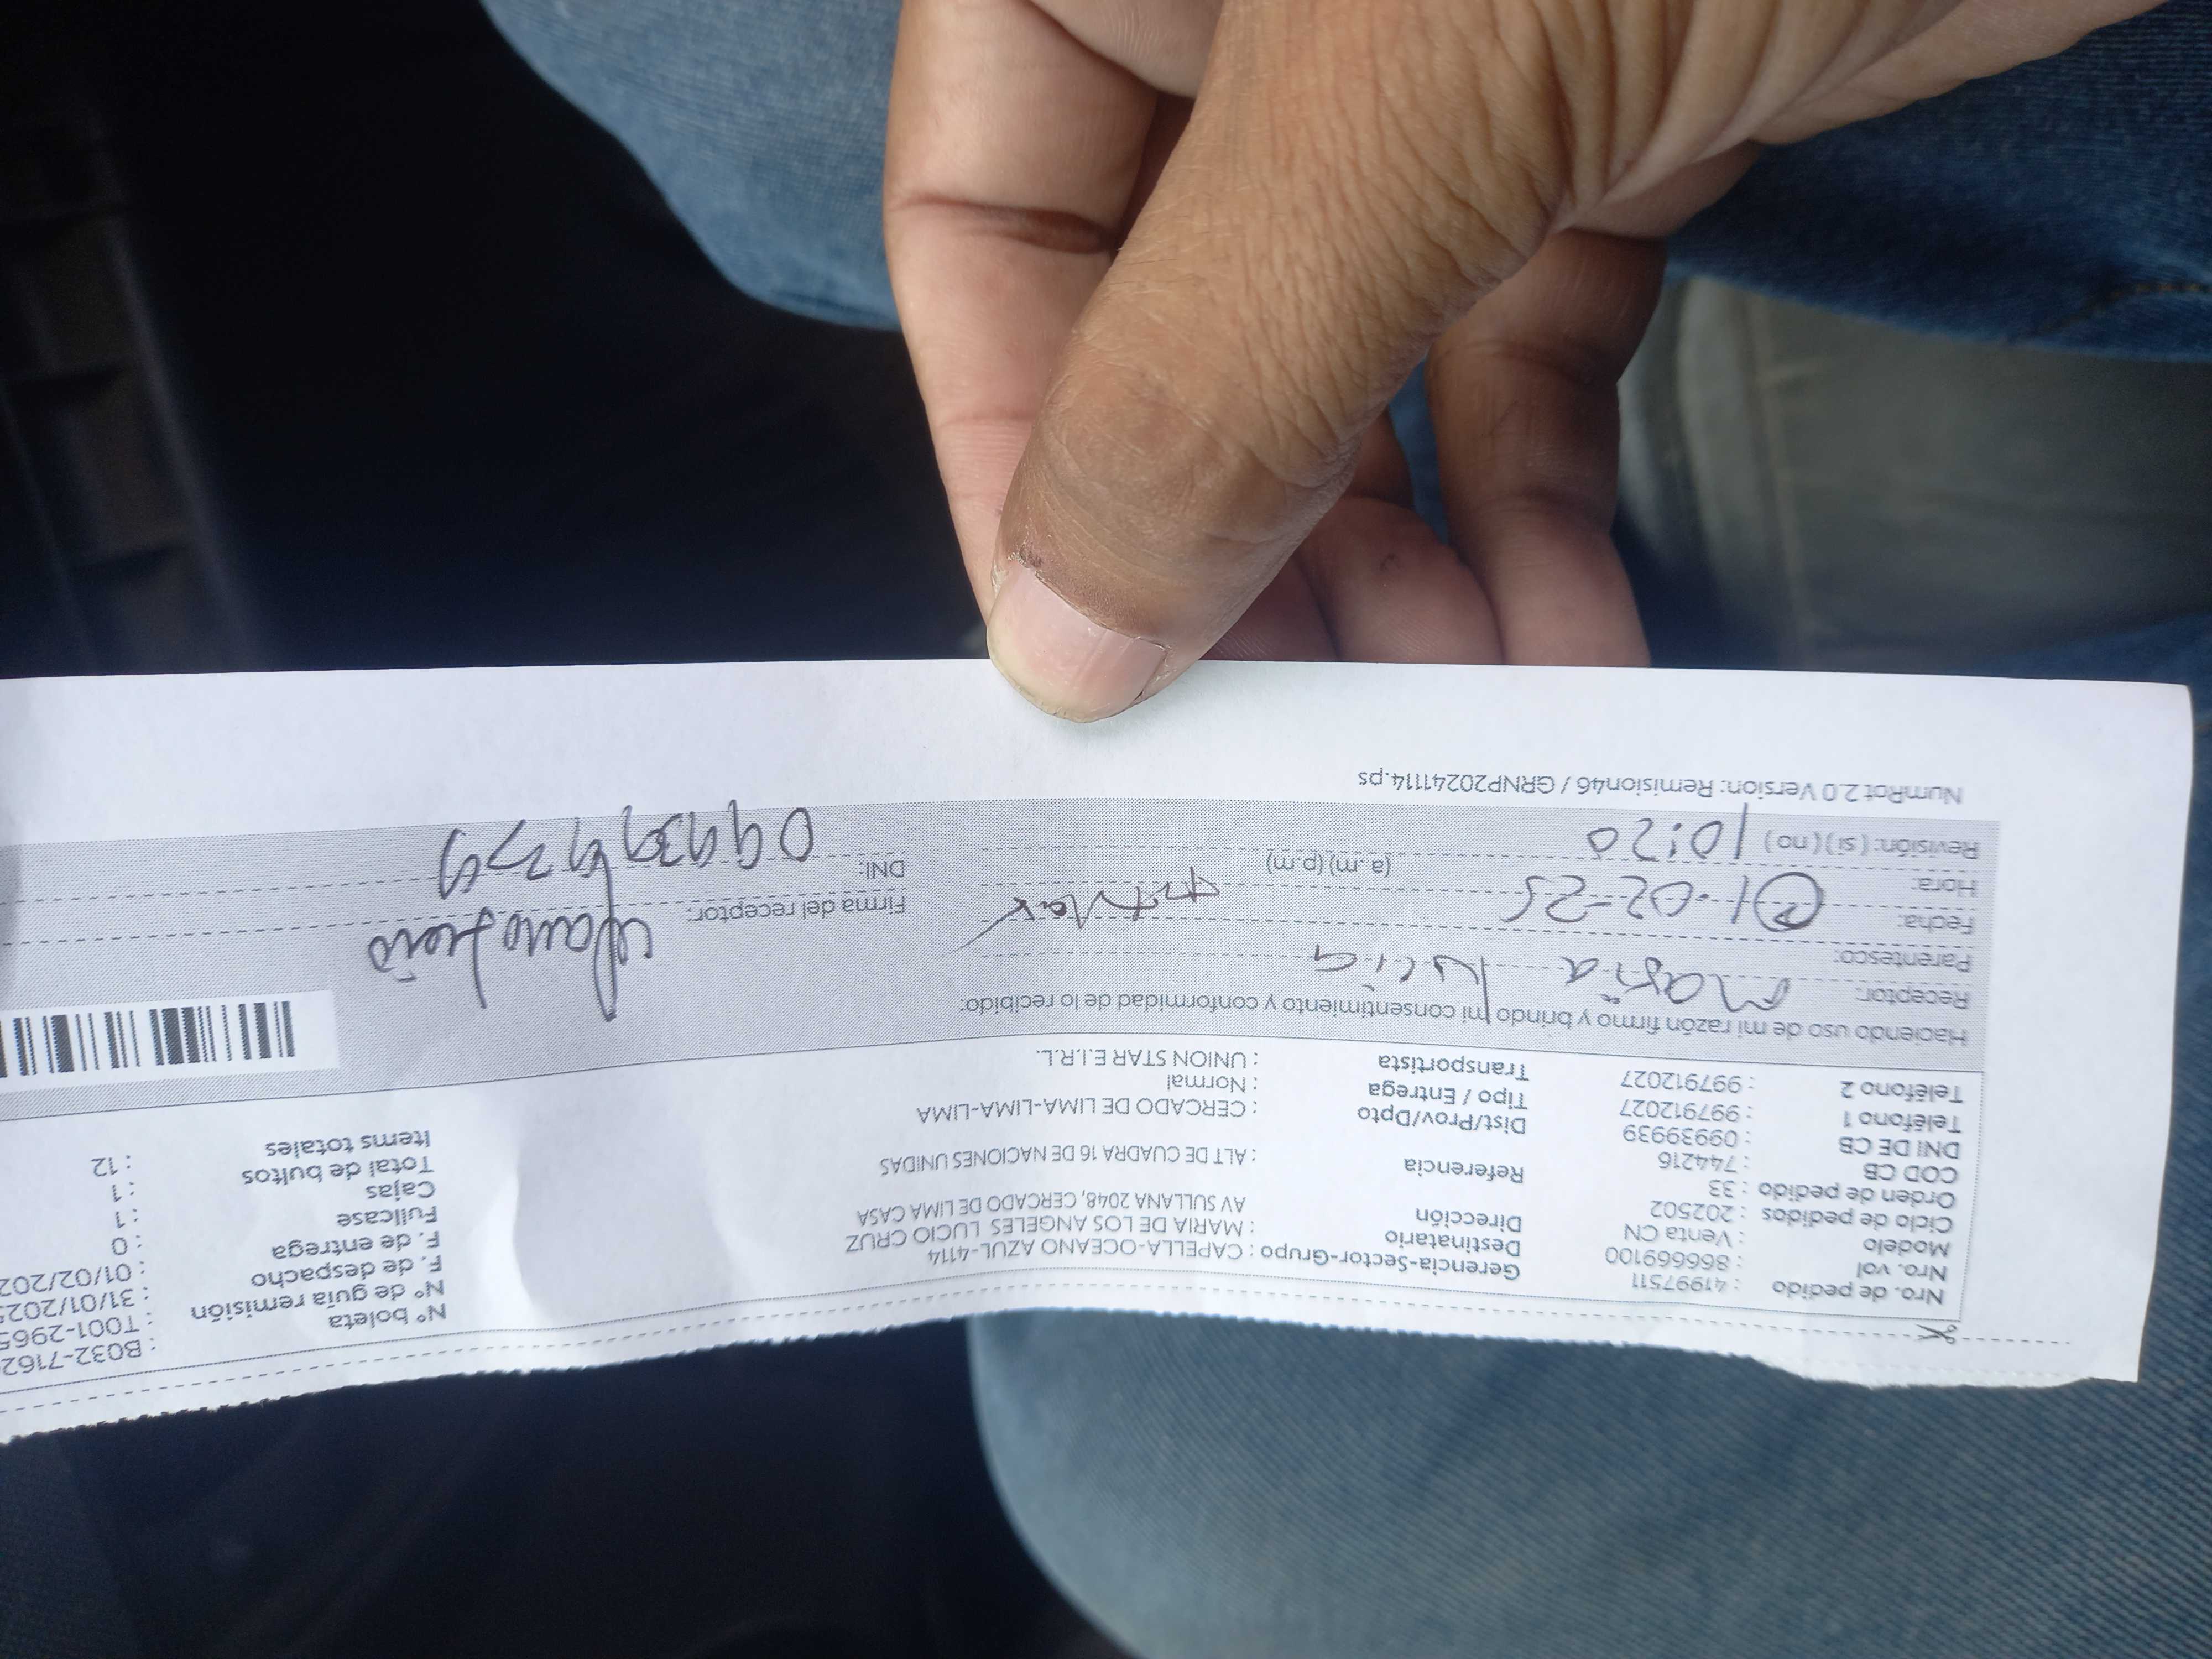 Nro. de pedido : 41997511
Nro. vol : 866669100
Modelo : Venta CN
Ciclo de pedidos : 202502
Orden de pedido : 33
COD CB : 744216
DNI DE CB : 09939939
Teléfono 1 : 997912027
Teléfono 2 : 997912027
Gerencia-Sector-Grupo : CAPELLA-OCEANO AZUL-4114
Destinatario : MARIA DE LOS ANGELES LUCIO CRUZ
Dirección AV SULLANA 2048, CERCADO DE LIMA CASA
Referencia : ALT DE CUADRA 16 DE NACIONES UNIDAS
Dist/Prov/Dpto : CERCADO DE LIMA-LIMA-LIMA
Tipo / Entrega : Normal
Transportista : UNION STAR E.I.R.L.
N° boleta : B032-7162
N° de guía remisión : T001-2965
F. de despacho : 31/01/2025
F. de entrega : 01/02/202
Fullcase : 0
Cajas : 1
Total de bultos : 1
Items totales : 12
Haciendo uso de mi razón firmo y brindo mi consentimiento y conformidad de lo recibido:
Receptor: Maria
Parentesco:
Fecha: 01-02-25
Hora: 10:20 (a.m) (p.m)
Revisión: (si) (no)
Firma del receptor:
DNI:
NumRot 2.0 Version: Remision46 / GRNP20241114.ps